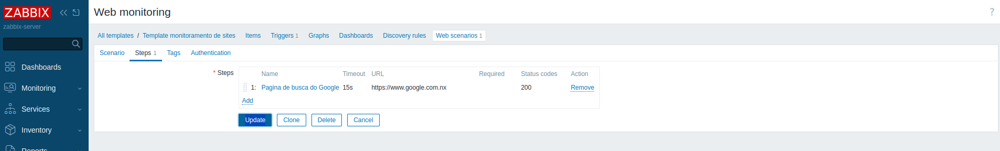 ZABBIX
zabbix-server
Dashboards
Monitoring
Services
Inventory
Reports
Web monitoring
?
All templates / Template monitoramento de sites Items Triggers 1 Graphs Dashboards Discovery rules Web scenarios 1
Scenario Steps 1 Tags Authentication
* Steps
Name Timeout URL Required Status codes Action
1: Pagina de busca do Google 15s https://www.google.com.nx 200 Remove
Add
Update Clone Delete Cancel